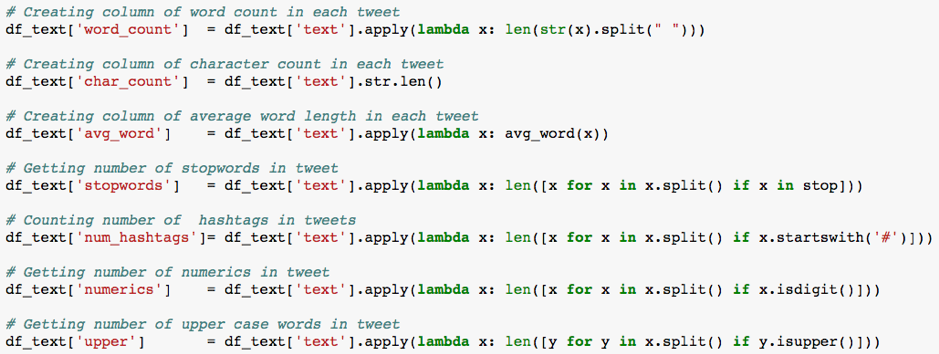 # Creating column of word count in each tweet
df_text['word_count']  = df_text['text'].apply(lambda x: len(str(x).split(" ")))
# Creating column of character count in each tweet
df_text['char_count']  = df_text['text'].str.len()
# Creating column of average word length in each tweet
df_text['avg_word']    = df_text['text'].apply(lambda x: avg_word(x))
# Getting number of stopwords in tweet
df_text['stopwords']   = df_text['text'].apply(lambda x: len([x for x in x.split() if x in stop]))
# Counting number of  hashtags in tweets
df_text['num_hashtags']= df_text['text'].apply(lambda x: len([x for x in x.split() if x.startswith('#')]))
# Getting number of numerics in tweet
df_text['numerics']    = df_text['text'].apply(lambda x: len([x for x in x.split() if x.isdigit()]))
# Getting number of upper case words in tweet
df_text['upper']       = df_text['text'].apply(lambda x: len([y for y in x.split() if y.isupper()]))